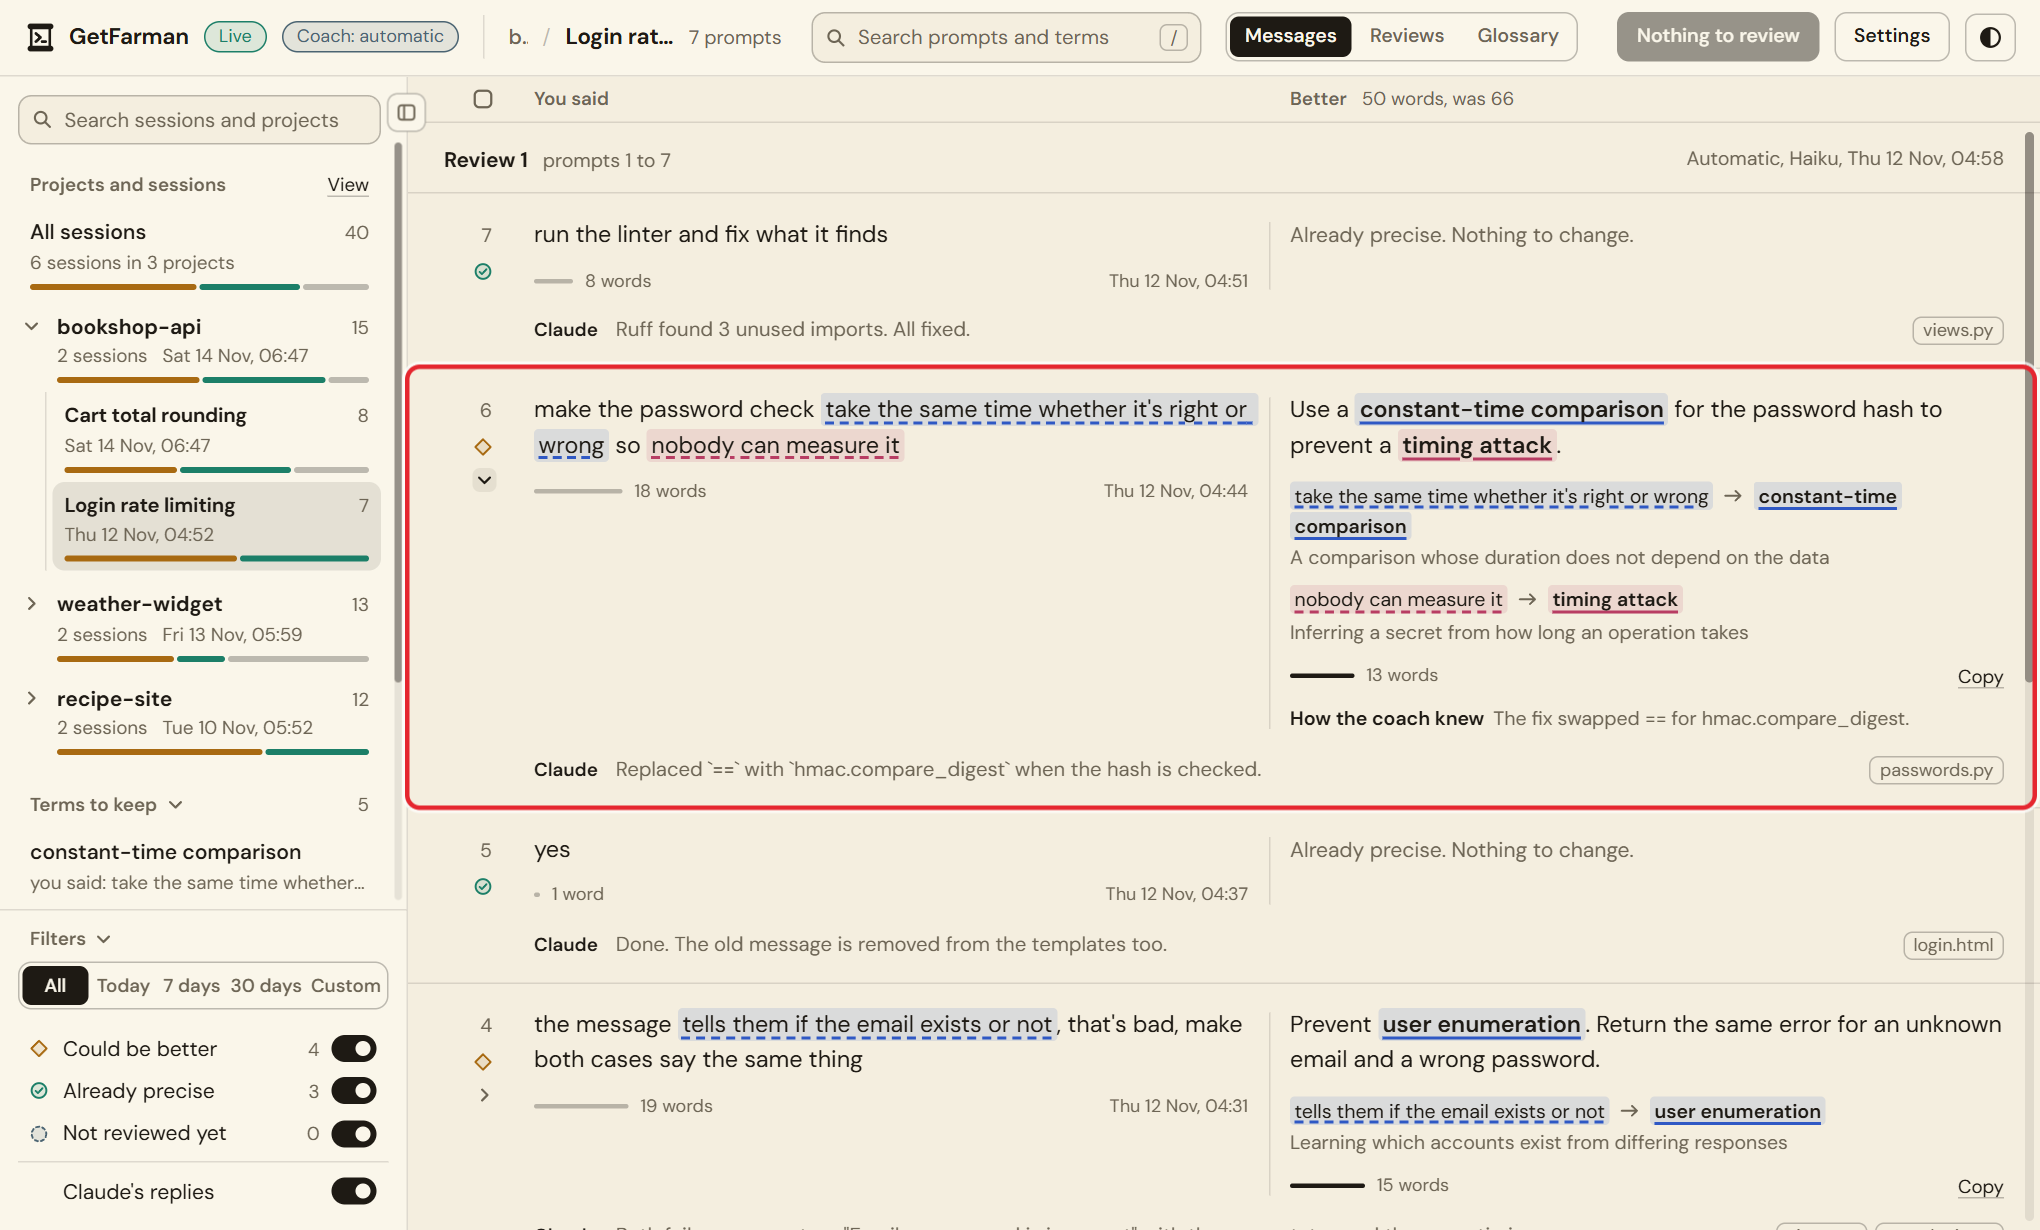 GetFarman
Live
Coach: automatic
b.. / Login rat... 7 prompts
Search prompts and terms /
Messages Reviews Glossary
Nothing to review
Settings
Search sessions and projects
Projects and sessions View
All sessions 40
6 sessions in 3 projects
bookshop-api 15
2 sessions Sat 14 Nov, 06:47
Cart total rounding 8
Sat 14 Nov, 06:47
Login rate limiting 7
Thu 12 Nov, 04:52
weather-widget 13
2 sessions Fri 13 Nov, 05:59
recipe-site 12
2 sessions Tue 10 Nov, 05:52
Terms to keep 5
constant-time comparison
you said: take the same time whether...
Filters
All Today 7 days 30 days Custom
Could be better 4
Already precise 3
Not reviewed yet 0
Claude's replies
You said
Better 50 words, was 66
Review 1 prompts 1 to 7
Automatic, Haiku, Thu 12 Nov, 04:58
7 run the linter and fix what it finds
8 words Thu 12 Nov, 04:51
Already precise. Nothing to change.
Claude Ruff found 3 unused imports. All fixed.
views.py
6 make the password check take the same time whether it's right or
wrong so nobody can measure it
18 words Thu 12 Nov, 04:44
Use a constant-time comparison for the password hash to
prevent a timing attack.
take the same time whether it's right or wrong → constant-time
comparison
A comparison whose duration does not depend on the data
nobody can measure it → timing attack
Inferring a secret from how long an operation takes
13 words Copy
How the coach knew The fix swapped == for hmac.compare_digest.
Claude Replaced `==` with `hmac.compare_digest` when the hash is checked.
passwords.py
5 yes
1 word Thu 12 Nov, 04:37
Already precise. Nothing to change.
Claude Done. The old message is removed from the templates too.
login.html
4 the message tells them if the email exists or not, that's bad, make
both cases say the same thing
19 words Thu 12 Nov, 04:31
Prevent user enumeration. Return the same error for an unknown
email and a wrong password.
tells them if the email exists or not → user enumeration
Learning which accounts exist from differing responses
15 words Copy